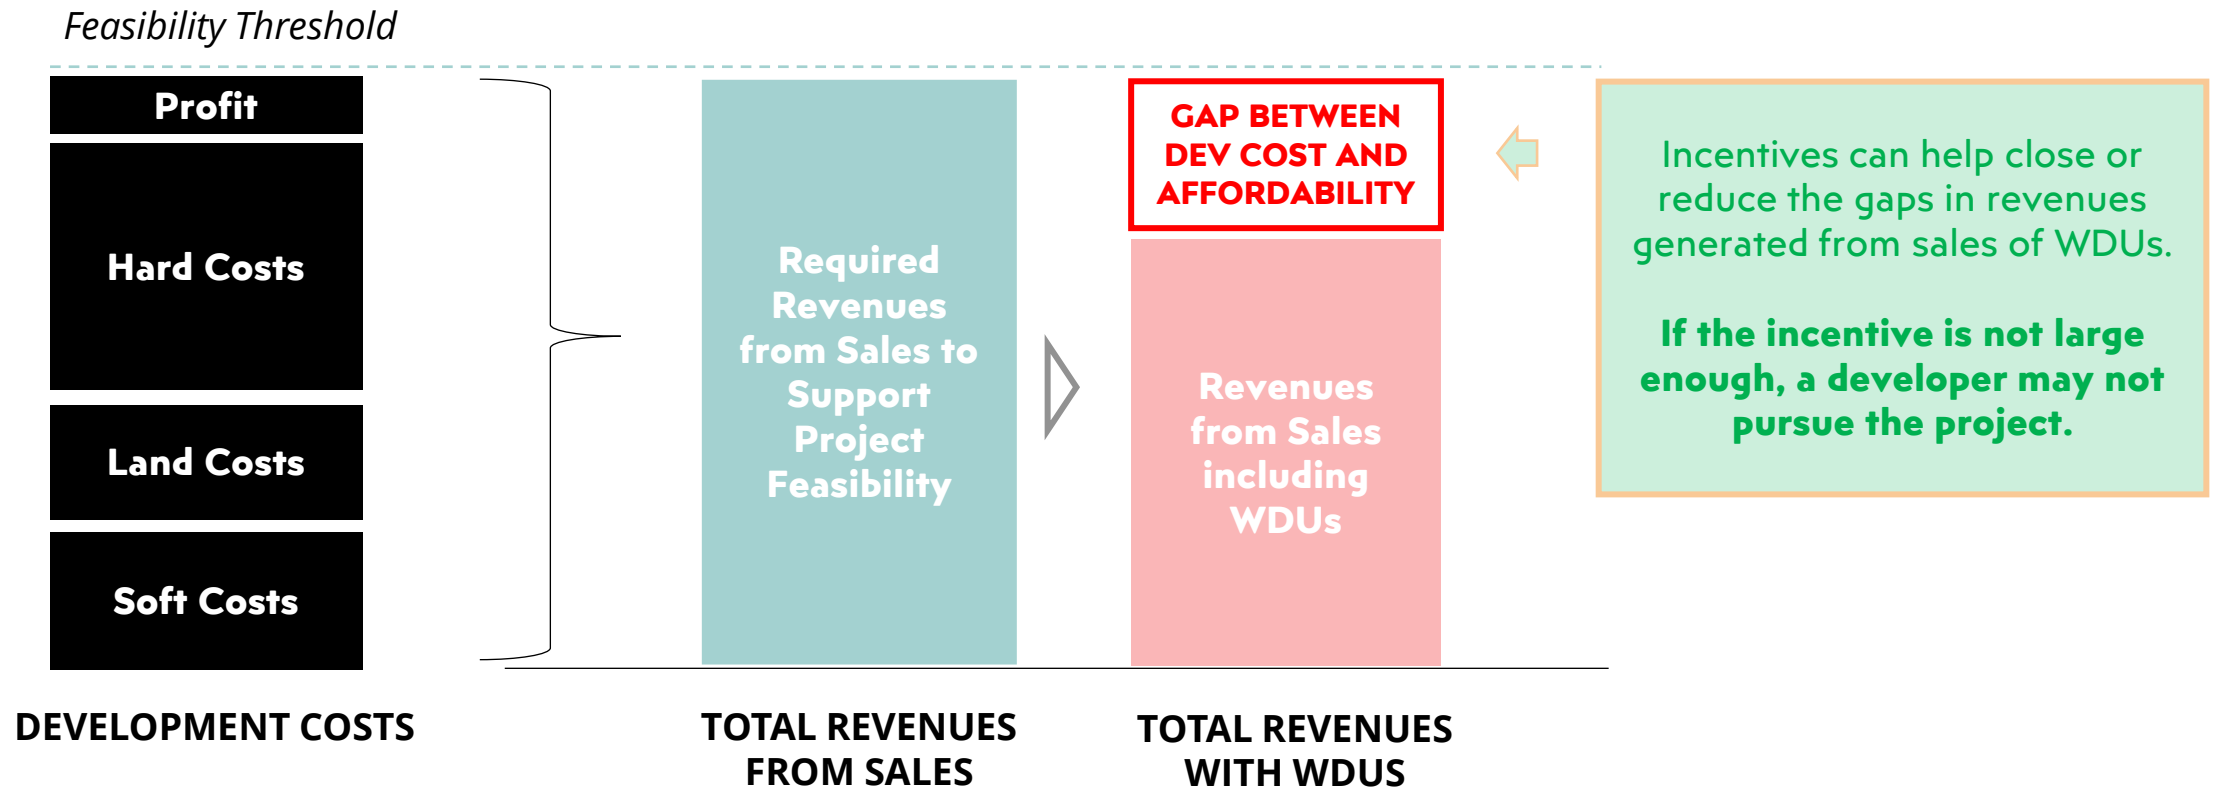 Feasibility Threshold
Profit
Hard Costs
Land Costs
Soft Costs
DEVELOPMENT COSTS
Required
Revenues
from Sales to
Support
Project
Feasibility
TOTAL REVENUES
FROM SALES
GAP BETWEEN
DEV COST AND
AFFORDABILITY
Revenues
from Sales
including
WDUs
TOTAL REVENUES
WITH WDUS
Incentives can help close or
reduce the gaps in revenues
generated from sales of WDUs.
If the incentive is not large
enough, a developer may not
pursue the project.